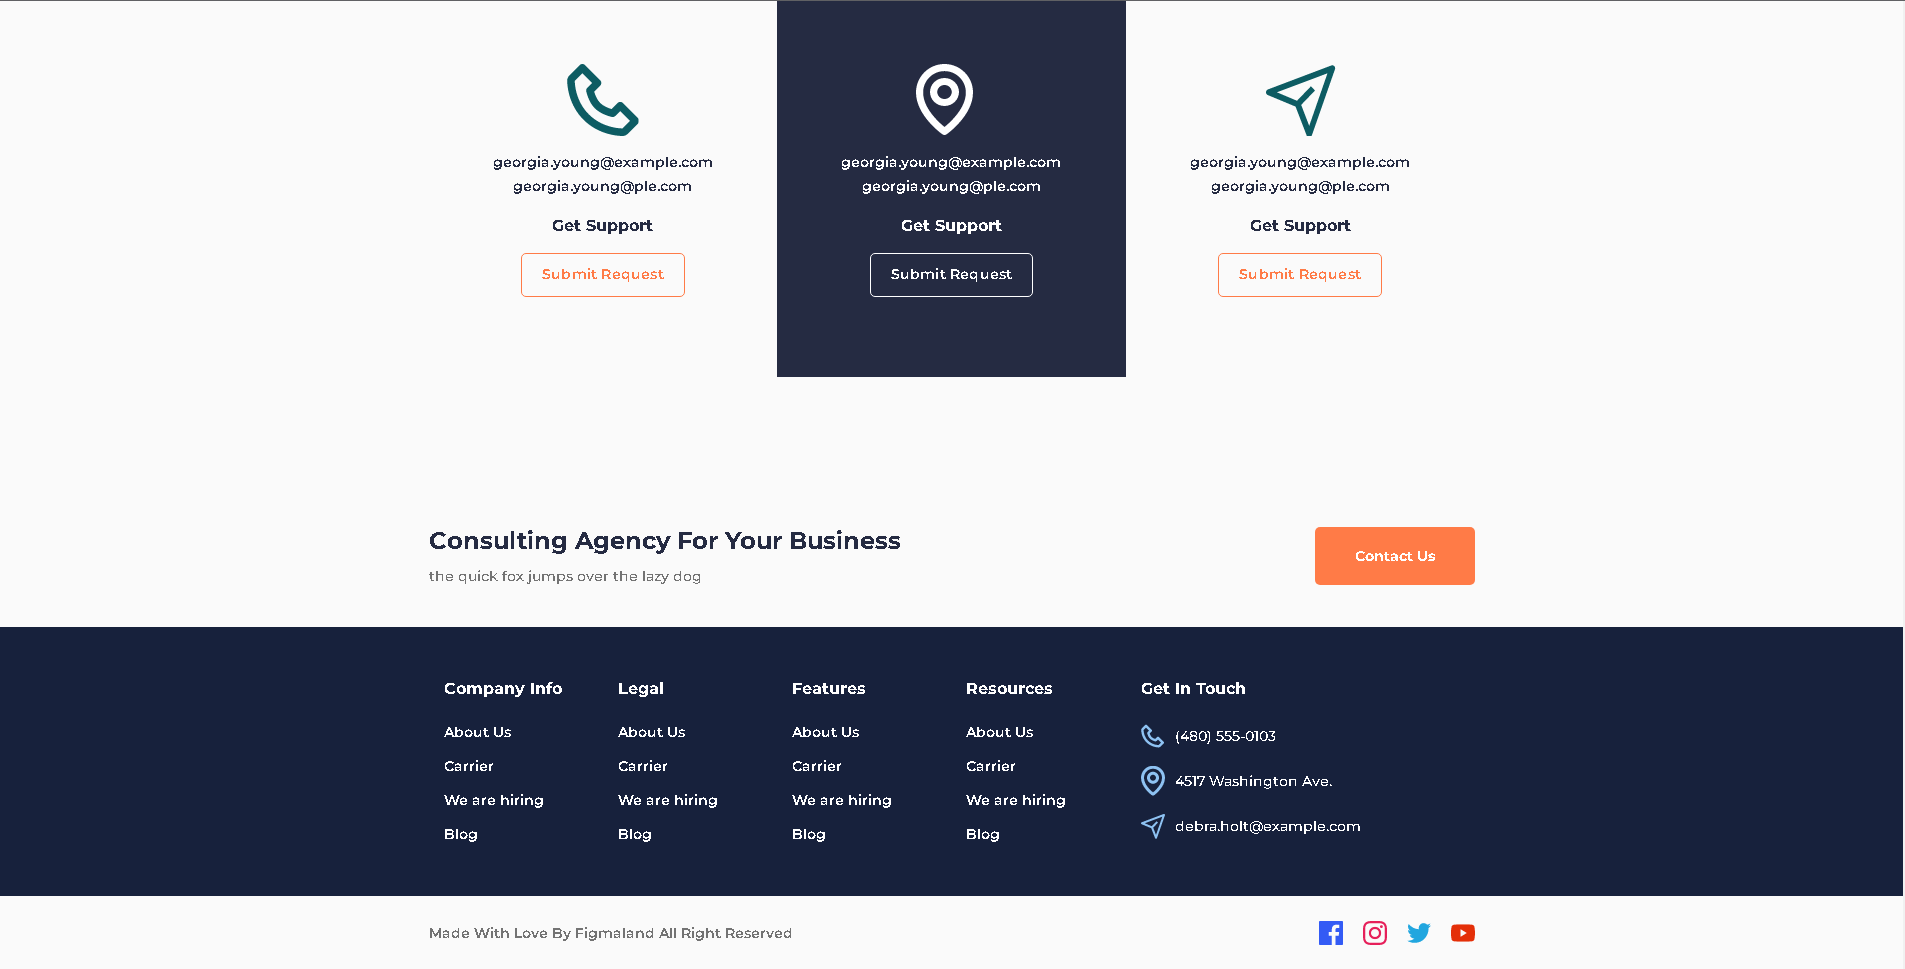 georgia.young@example.com
georgia.young@ple.com
Get Support
Submit Request
georgia.young@example.com
georgia.young@ple.com
Get Support
Submit Request
georgia.young@example.com
georgia.young@ple.com
Get Support
Submit Request
Consulting Agency For Your Business
the quick fox jumps over the lazy dog
Contact Us
Company Info
About Us
Carrier
We are hiring
Blog
Legal
About Us
Carrier
We are hiring
Blog
Features
About Us
Carrier
We are hiring
Blog
Resources
About Us
Carrier
We are hiring
Blog
Get In Touch
(480) 555-0103
4517 Washington Ave.
debra.holt@example.com
Made With Love By Figmaland All Right Reserved